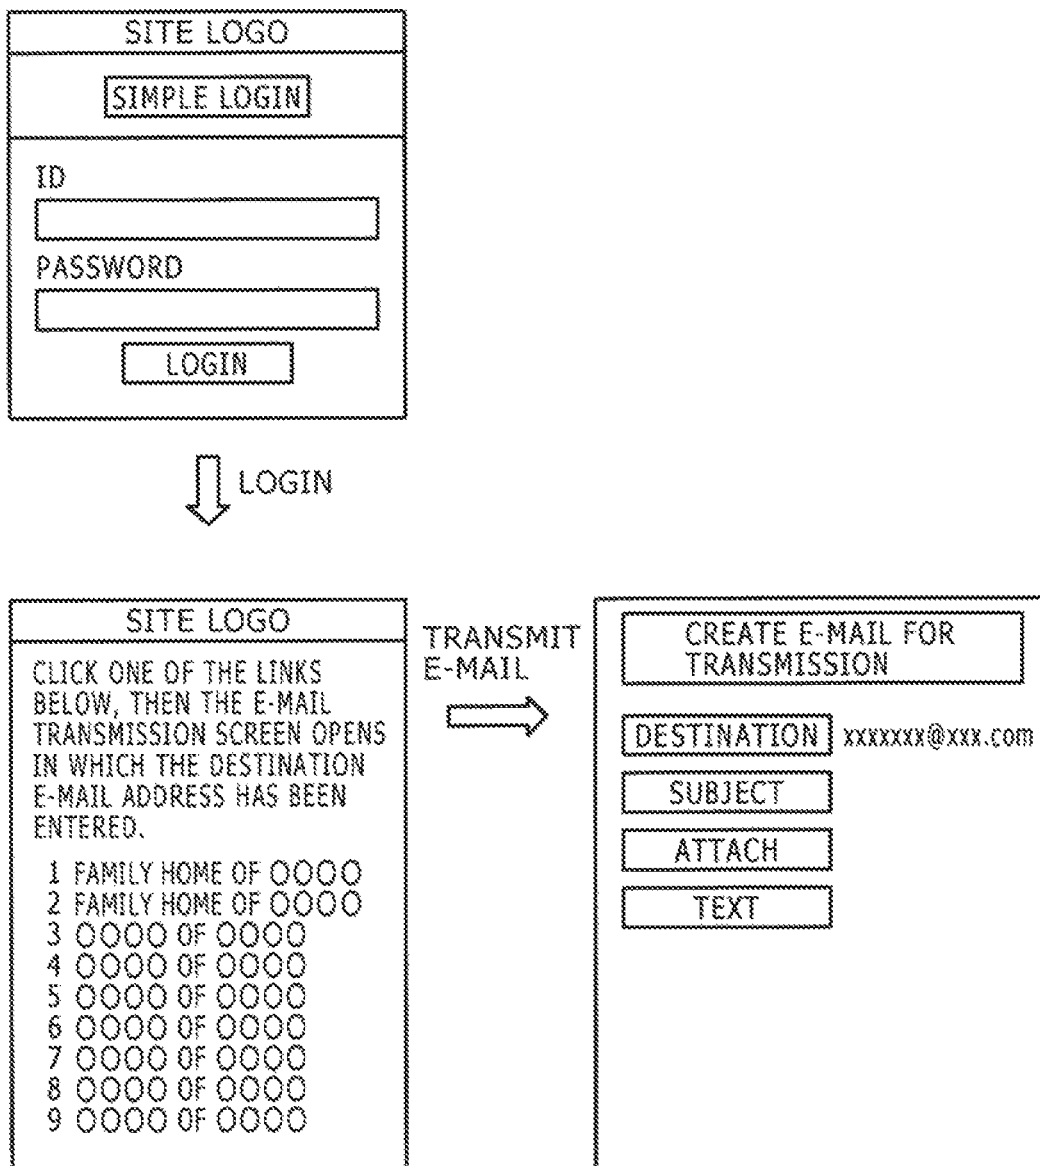 SITE LOGO
SIMPLE LOGIN
ID
PASSWORD
LOGIN
LOGIN
SITE LOGO
CLICK ONE OF THE LINKS
BELOW, THEN THE E-MAIL
TRANSMISSION SCREEN OPENS
IN WHICH THE DESTINATION
E-MAIL ADDRESS HAS BEEN
ENTERED.
1 FAMILY HOME OF OOOO
2 FAMILY HOME OF OOOO
3 OOOO OF OOOO
4 OOOO OF OOOO
5 OOOO OF OOOO
6 OOOO OF OOOO
7 OOOO OF OOOO
8 OOOO OF OOOO
9 OOOO OF OOOO
TRANSMIT
E-MAIL
CREATE E-MAIL FOR
TRANSMISSION
DESTINATION xxxxxxx@xxx.com
SUBJECT
ATTACH
TEXT